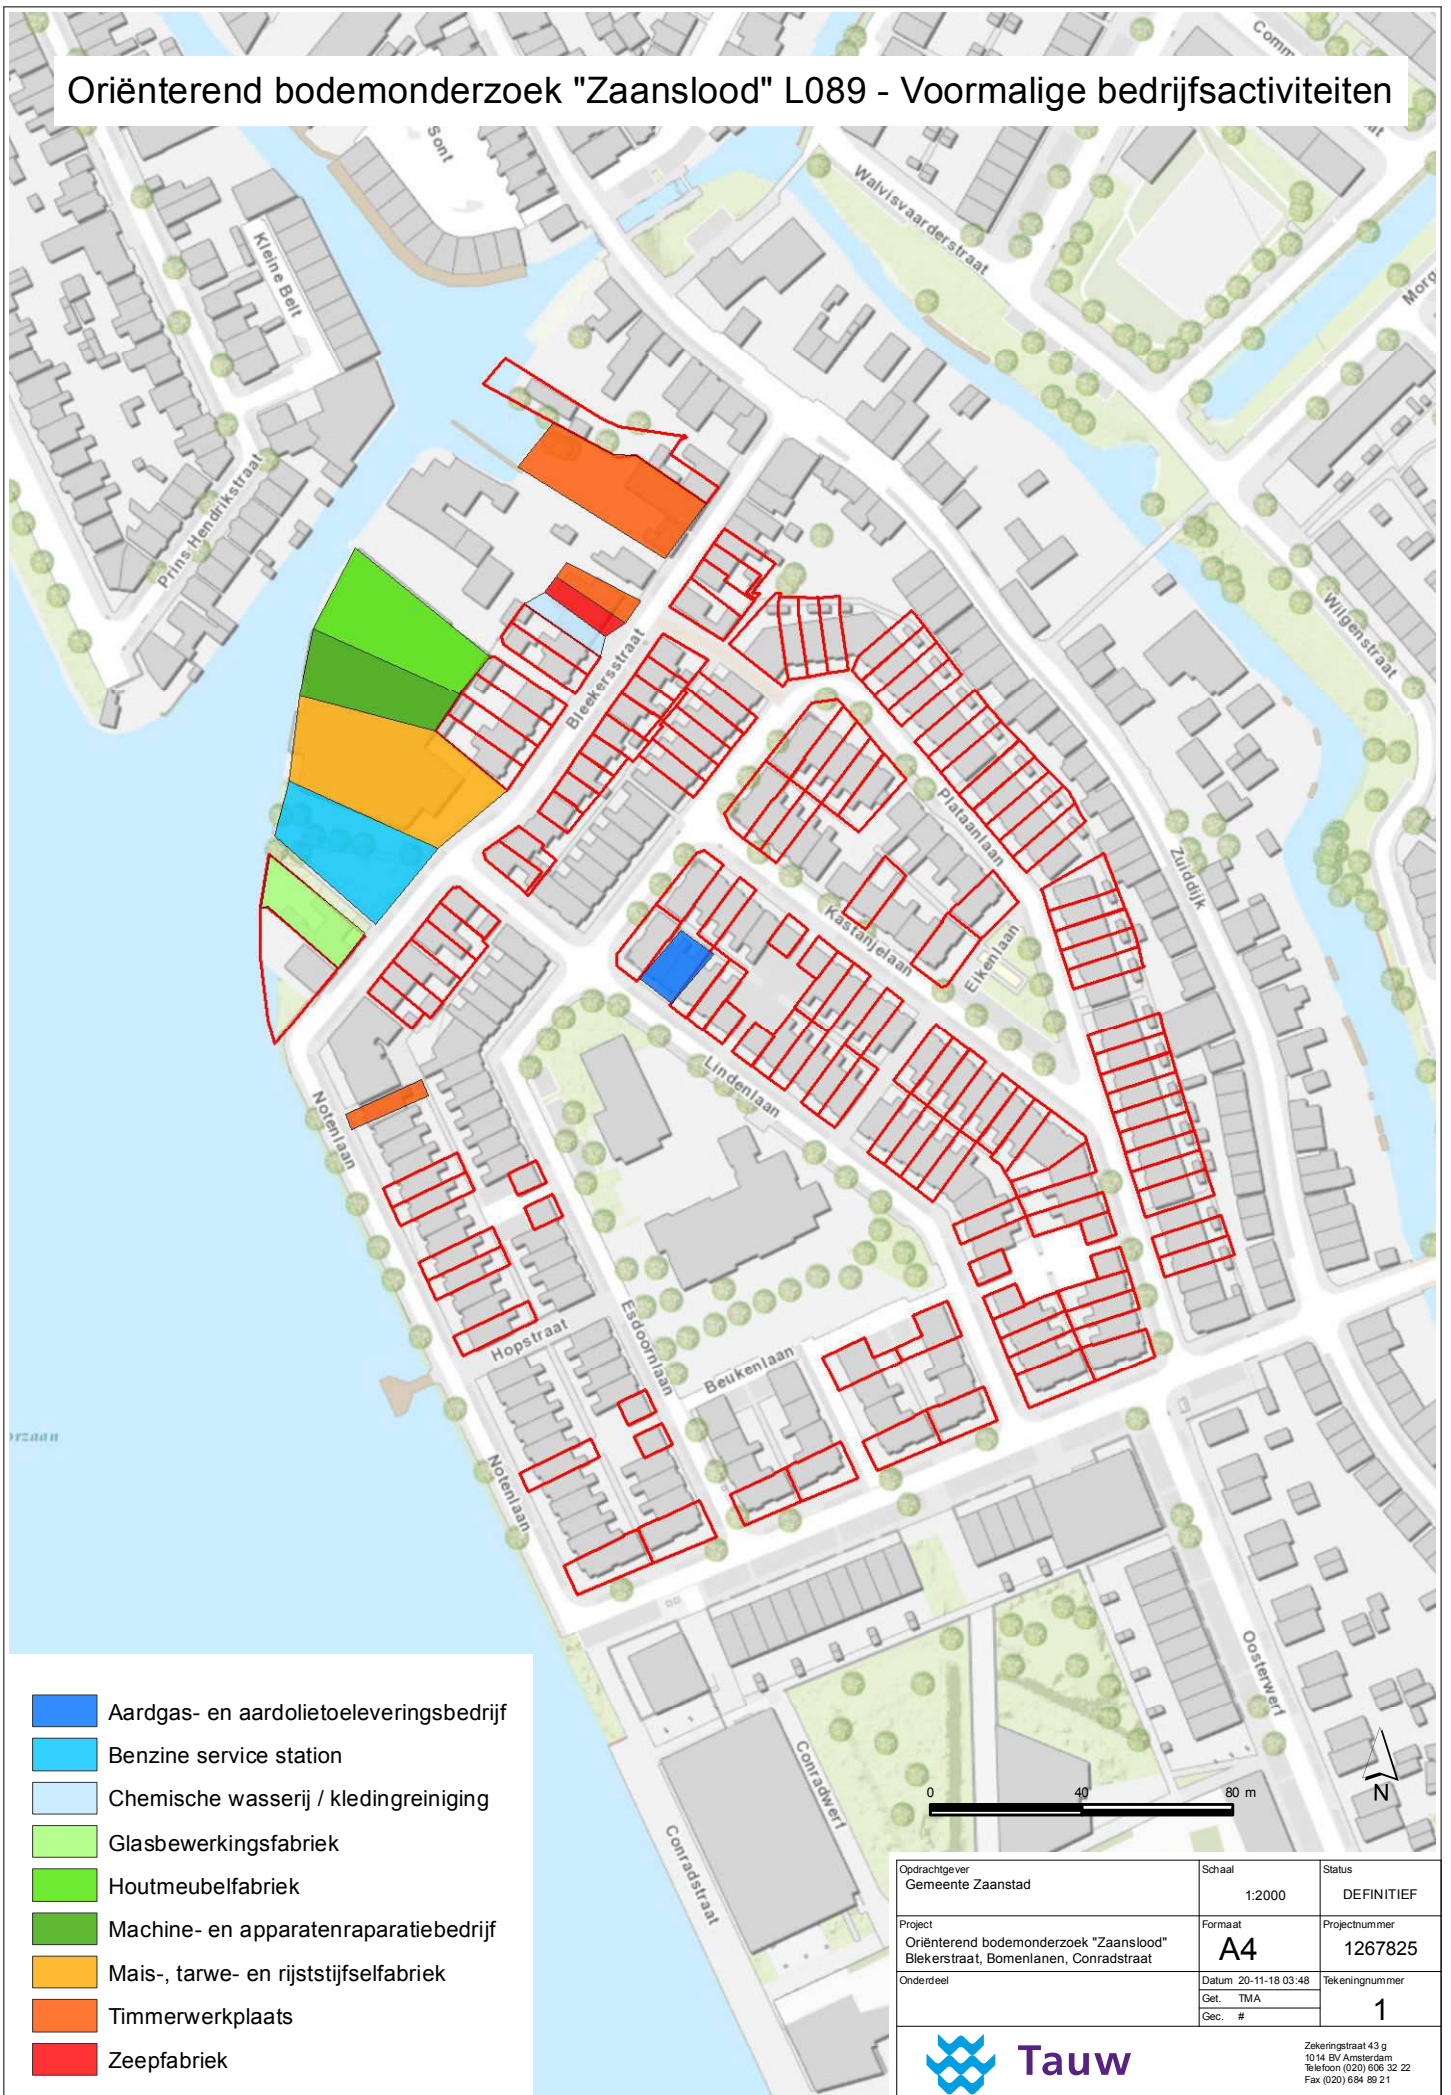 Oriënterend bodemonderzoek "Zaanslood" L089 - Voormalige bedrijfsactiviteiten
Sont
Walvisvaarderstraat
Kleine Belt
Prins Hendrikstraat
Wilgenstraat
Bleekersstraat
Plataanlaan
Zuiddijk
Kastanjelaan
Eikenlaan
Lindenlaan
Notenlaan
Esdoornlaan
Hopstraat
Beukenlaan
Notenlaan
Oosterwerf
Conradwerf
Conradstraat
Aardgas- en aardolietoeleveringsbedrijf
Benzine service station
Chemische wasserij / kledingreiniging
Glasbewerkingsfabriek
Houtmeubelfabriek
Machine- en apparatenraparatiebedrijf
Mais-, tarwe- en rijststijfselfabriek
Timmerwerkplaats
Zeepfabriek
0 40 80 m
N
Opdrachtgever
Gemeente Zaanstad
Schaal
1:2000
Status
DEFINITIEF
Project
Oriënterend bodemonderzoek "Zaanslood"
Blekerstraat, Bomenlanen, Conradstraat
Formaat
A4
Projectnummer
1267825
Onderdeel
Datum 20-11-18 03:48
Get. TMA
Gec. #
Tekeningnummer
1
Tauw
Zekeringstraat 43 g
1014 BV Amsterdam
Telefoon (020) 606 32 22
Fax (020) 684 89 21